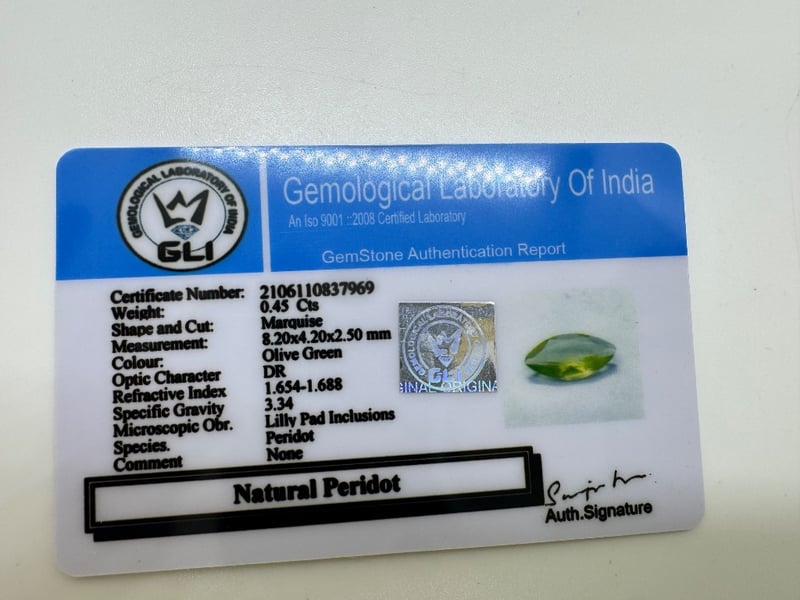 GEMOLOGICAL LABORATORY OF INDIA
GLI
Gemological Laboratory Of India
An Iso 9001 ::2008 Certified Laboratory
GemStone Authentication Report
Certificate Number: 2106110837969
Weight: 0.45 Cts
Shape and Cut: Marquise
Measurement: 8.20x4.20x2.50 mm
Colour: Olive Green
Optic Character DR
Refractive Index 1.654-1.688
Specific Gravity 3.34
Microscopic Obr. Lilly Pad Inclusions
Species. Peridot
Comment None
GLI
INAL ORIGINA
Natural Peridot
Auth.Signature